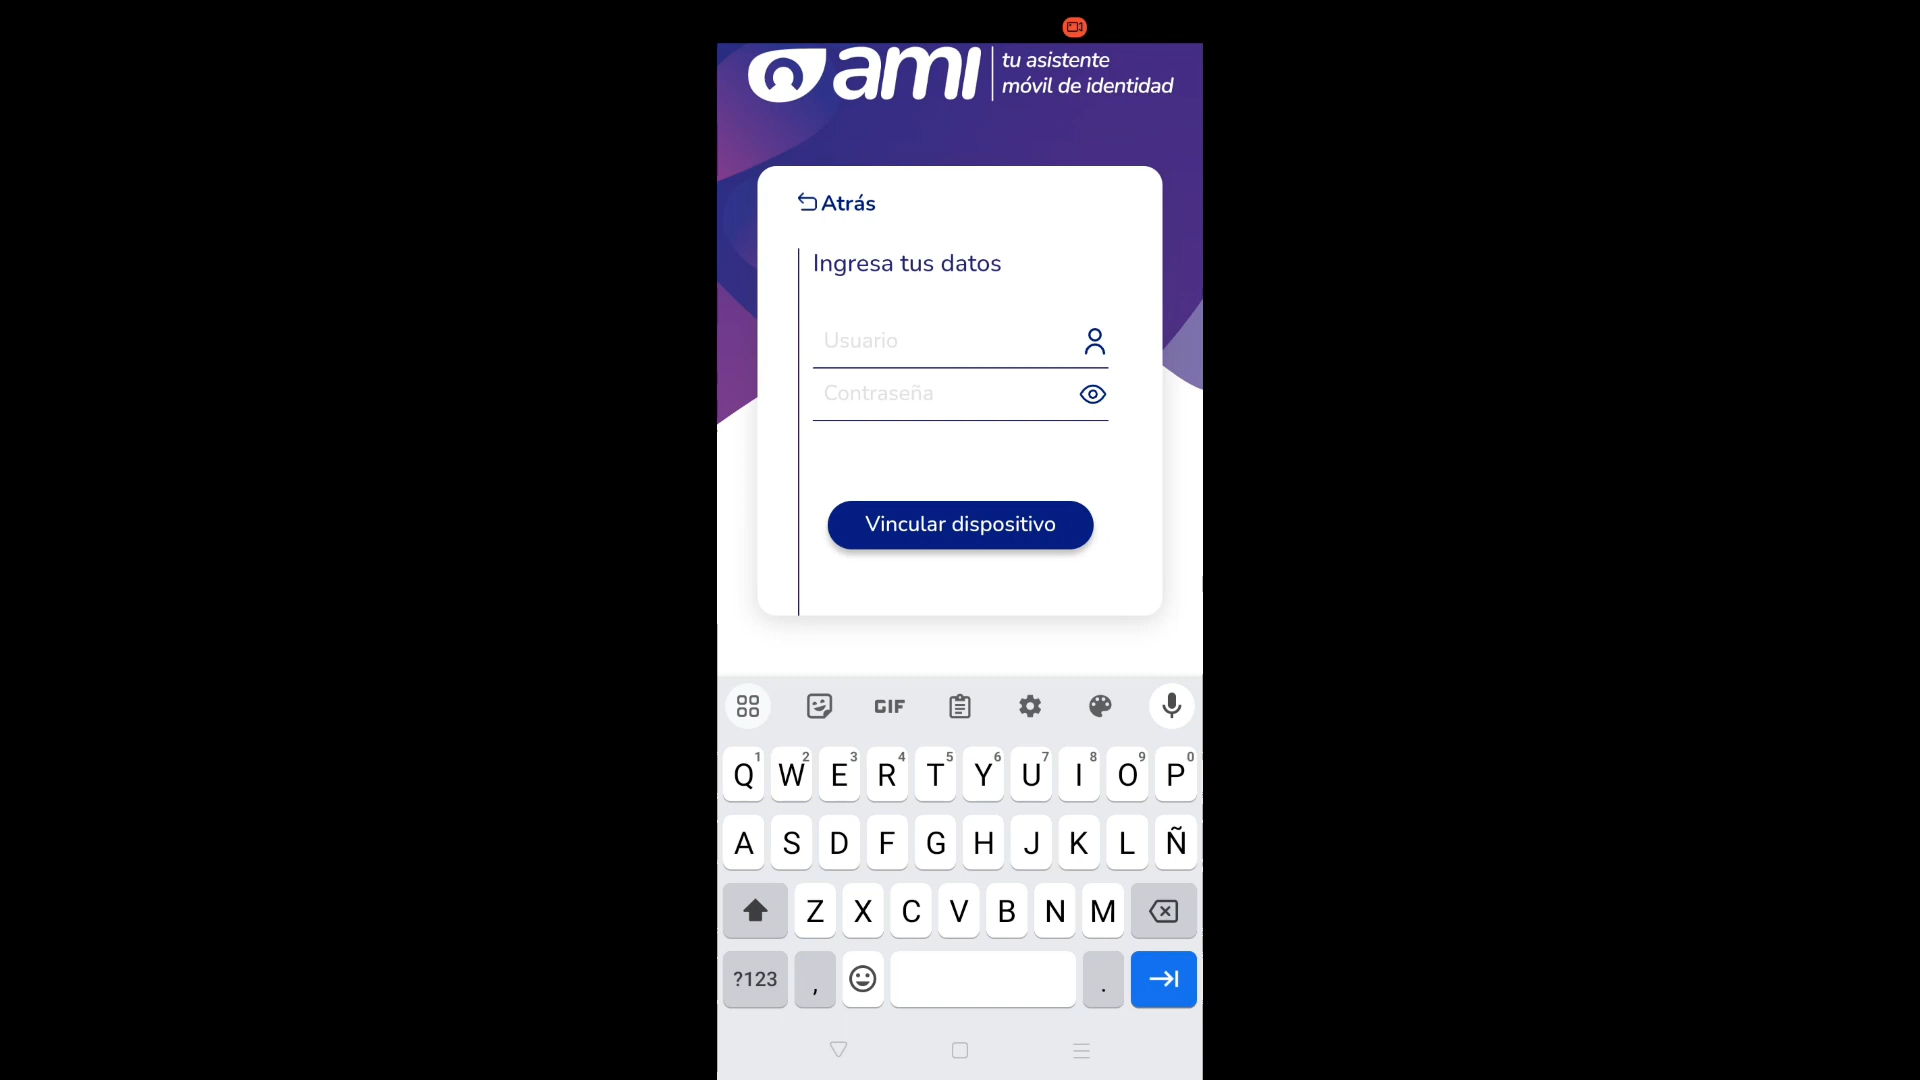 ami
tu asistente
móvil de identidad
Atrás
Ingresa tus datos
Usuario
Contraseña
Vincular dispositivo
GIF
Q1 W2 E3 R4 T5 Y6 U7 I8 O9 P0
A S D F G H J K L Ñ
Z X C V B N M
?123 , .